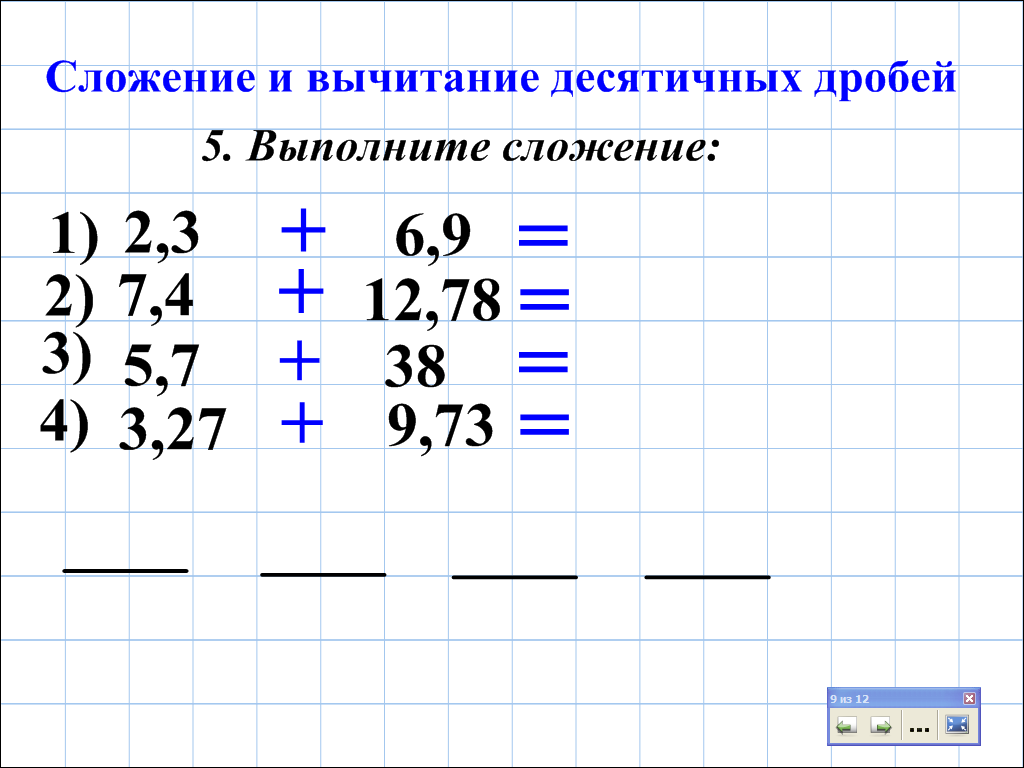 Сложение и вычитание десятичных дробей
5. Выполните сложение:
1) 2,3 + 6,9 =
2) 7,4 + 12,78 =
3) 5,7 + 38 =
4) 3,27 + 9,73 =
9 из 12
...